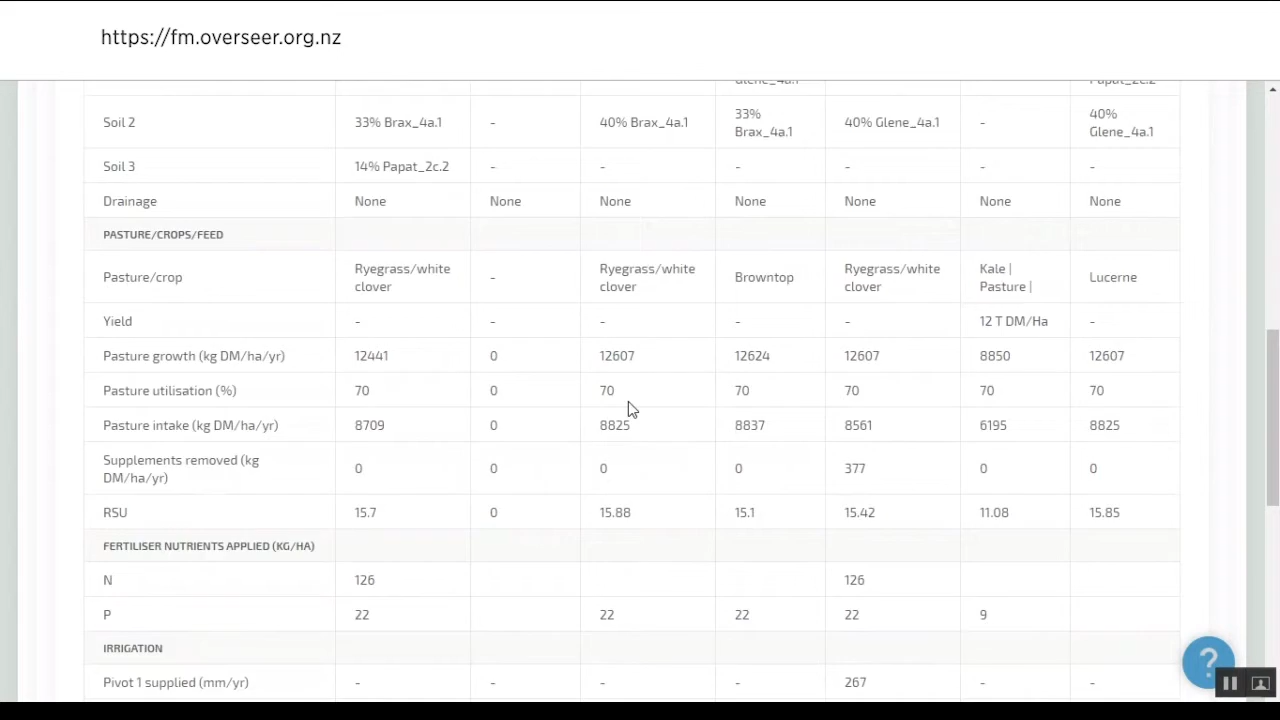 https://fm.overseer.org.nz
Glene_4a.1 Papat_2c.2
Soil 2 33% Brax_4a.1 - 40% Brax_4a.1 33% Brax_4a.1 40% Glene_4a.1 - 40% Glene_4a.1
Soil 3 14% Papat_2c.2 - - - - - -
Drainage None None None None None None None
PASTURE/CROPS/FEED
Pasture/crop Ryegrass/white clover - Ryegrass/white clover Browntop Ryegrass/white clover Kale | Pasture | Lucerne
Yield - - - - - 12 T DM/Ha -
Pasture growth (kg DM/ha/yr) 12441 0 12607 12624 12607 8850 12607
Pasture utilisation (%) 70 0 70 70 70 70 70
Pasture intake (kg DM/ha/yr) 8709 0 8825 8837 8561 6195 8825
Supplements removed (kg DM/ha/yr) 0 0 0 0 377 0 0
RSU 15.7 0 15.88 15.1 15.42 11.08 15.85
FERTILISER NUTRIENTS APPLIED (KG/HA)
N 126 126
P 22 22 22 22 9
IRRIGATION
Pivot 1 supplied (mm/yr) - - - - 267 - -
?